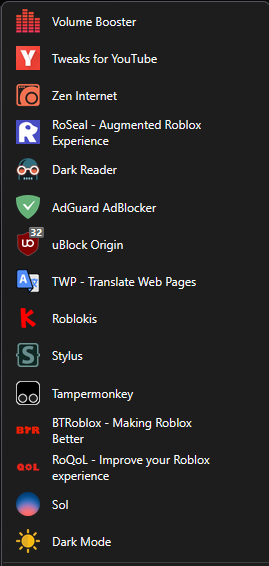 Volume Booster
Tweaks for YouTube
Zen Internet
RoSeal - Augmented Roblox
Experience
Dark Reader
AdGuard AdBlocker
32
uBlock Origin
TWP - Translate Web Pages
Roblokis
Stylus
Tampermonkey
BTR
BTRoblox - Making Roblox
Better
QOL
RoQoL - Improve your Roblox
experience
Sol
Dark Mode